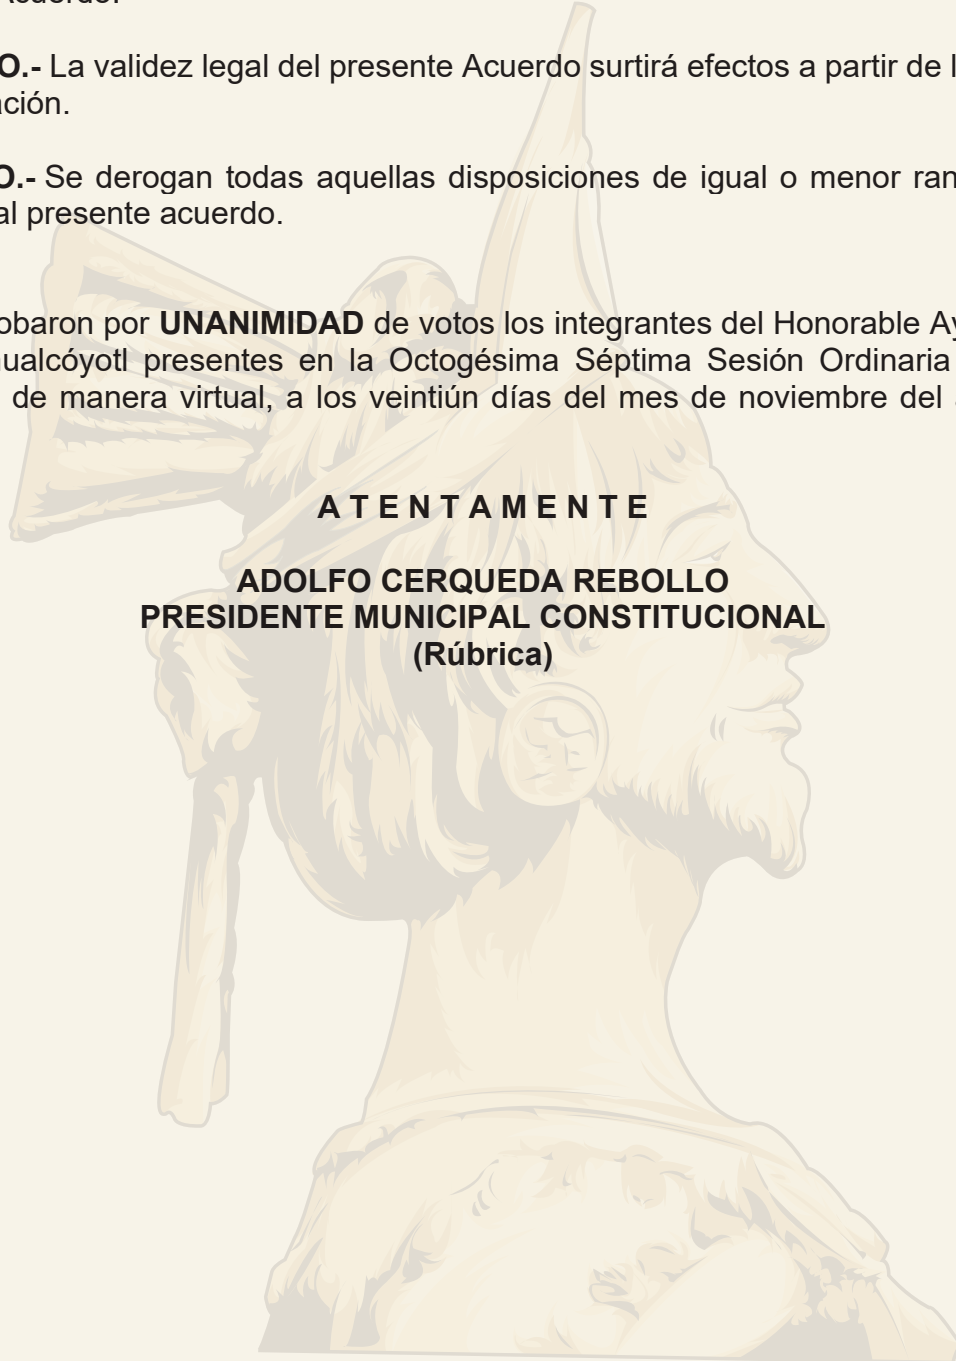 Acuerdo.
O.- La validez legal del presente Acuerdo surtirá efectos a partir de l
ación.
O.- Se derogan todas aquellas disposiciones de igual o menor ran
al presente acuerdo.
obaron por UNANIMIDAD de votos los integrantes del Honorable Ay
ualcóyotl presentes en la Octogésima Séptima Sesión Ordinaria
de manera virtual, a los veintiún días del mes de noviembre del
A T E N T A M E N T E
ADOLFO CERQUEDA REBOLLO
PRESIDENTE MUNICIPAL CONSTITUCIONAL
(Rúbrica)